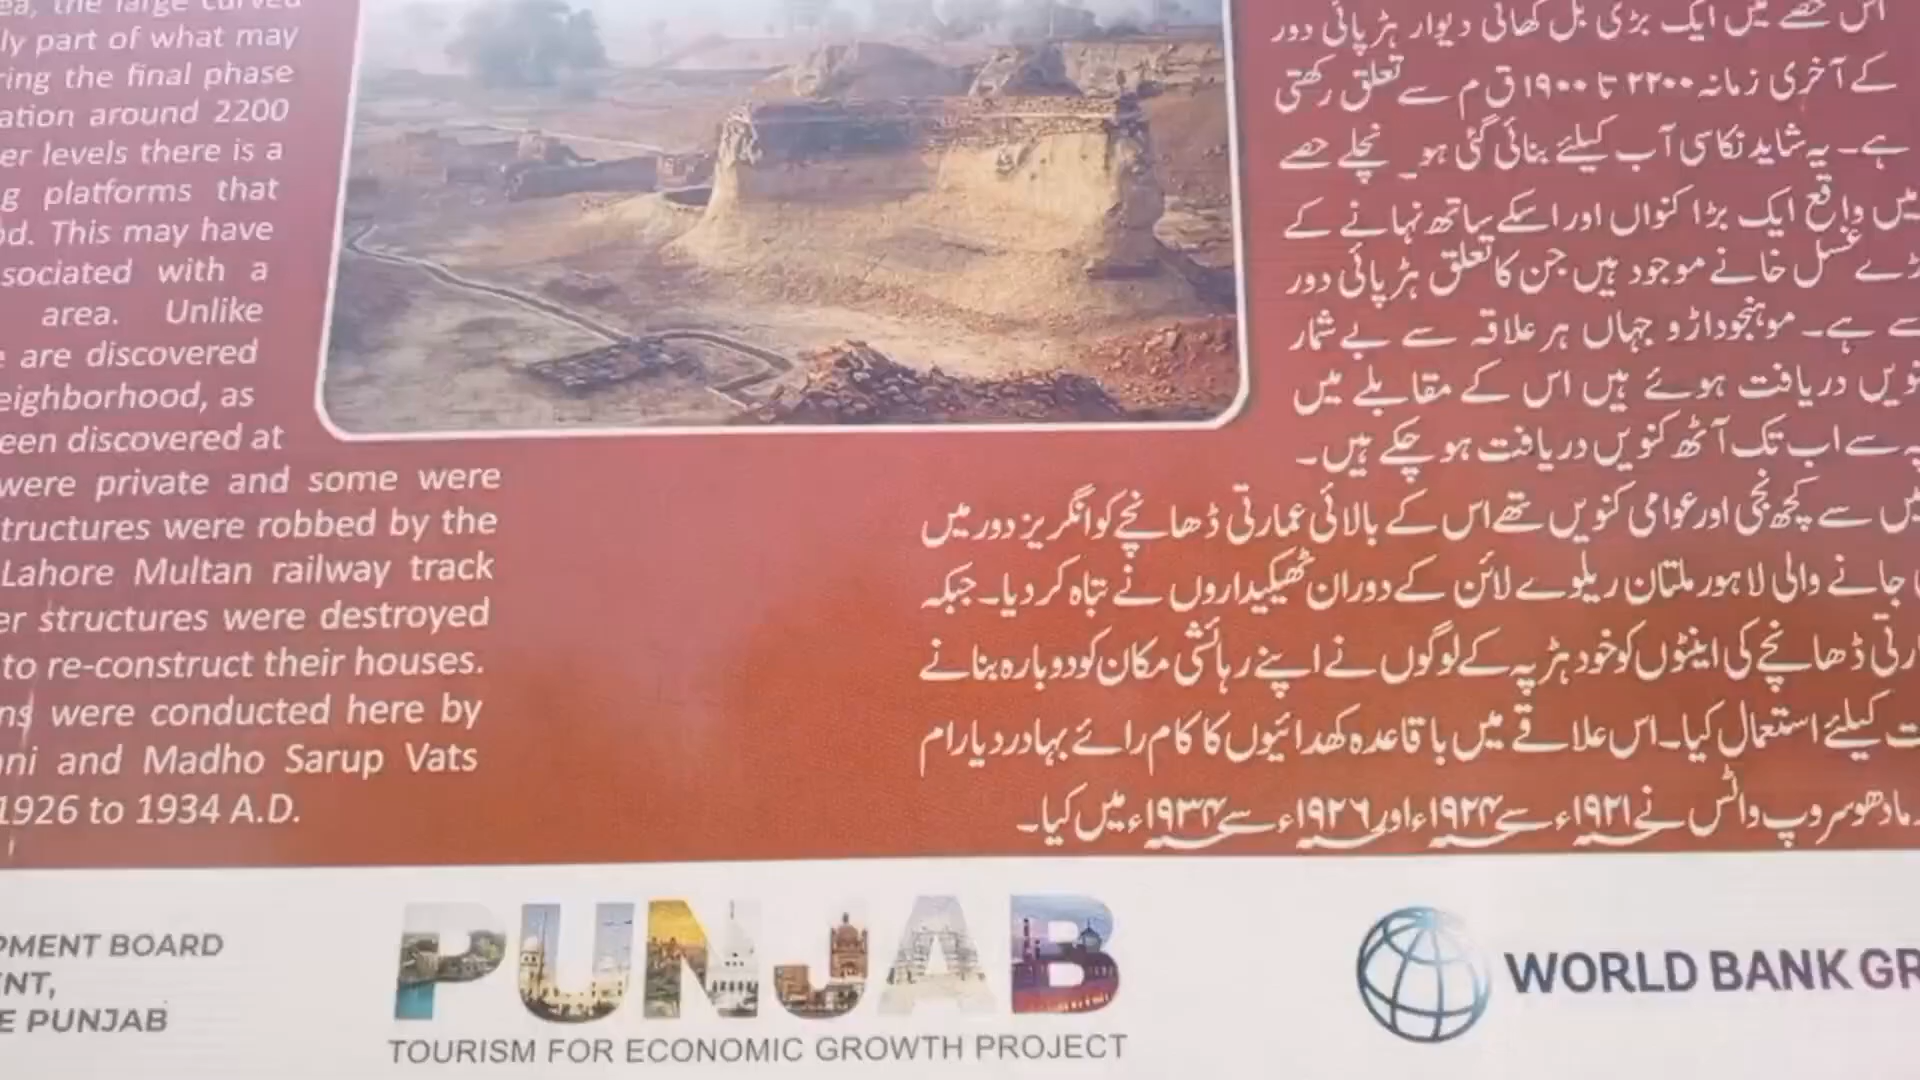 the large curved
ly part of what may
ring the final phase
ation around 2200
er levels there is a
g platforms that
od. This may have
sociated with a
area. Unlike
e are discovered
eighborhood, as
een discovered at
were private and some were
tructures were robbed by the
Lahore Multan railway track
er structures were destroyed
to re-construct their houses.
ns were conducted here by
ni and Madho Sarup Vats
1926 to 1934 A.D.
اس حصے میں ایک بڑی بل کھاتی دیوار ہڑپائی دور
کے آخری زمانہ ۲۲۰۰ تا ۱۹۰۰ ق م سے تعلق رکھتی
ہے۔ یہ شاید نکاسی آب کیلئے بنائی گئی ہو۔ نچلے حصے
میں واقع ایک بڑا کنواں اور اسکے ساتھ نہانے کے
غسل خانے موجود ہیں جن کا تعلق ہڑپائی دور
سے ہے۔ موہنجوداڑو جہاں ہر علاقہ سے بے شمار
نویں دریافت ہوئے ہیں اس کے مقابلے میں
پہ سے اب تک آٹھ کنویں دریافت ہو چکے ہیں۔
میں سے کچھ نجی اور عوامی کنویں تھے اس کے بالائی عمارتی ڈھانچے کو انگریز دور میں
جانے والی لاہور ملتان ریلوے لائن کے دوران ٹھیکیداروں نے تباہ کر دیا۔ جبکہ
رتی ڈھانچے کی اینٹوں کو خود ہڑپہ کے لوگوں نے اپنے رہائشی مکان کو دوبارہ بنانے
ت کیلئے استعمال کیا۔ اس علاقے میں باقاعدہ کھدائیوں کا کام رائے بہادر دیا رام
مادھو سروپ واٹس نے ۱۹۲۱ء سے ۱۹۲۴ء اور ۱۹۲۶ء سے ۱۹۳۴ء میں کیا۔
PMENT BOARD
NT,
E PUNJAB
PUNJAB
TOURISM FOR ECONOMIC GROWTH PROJECT
WORLD BANK GR